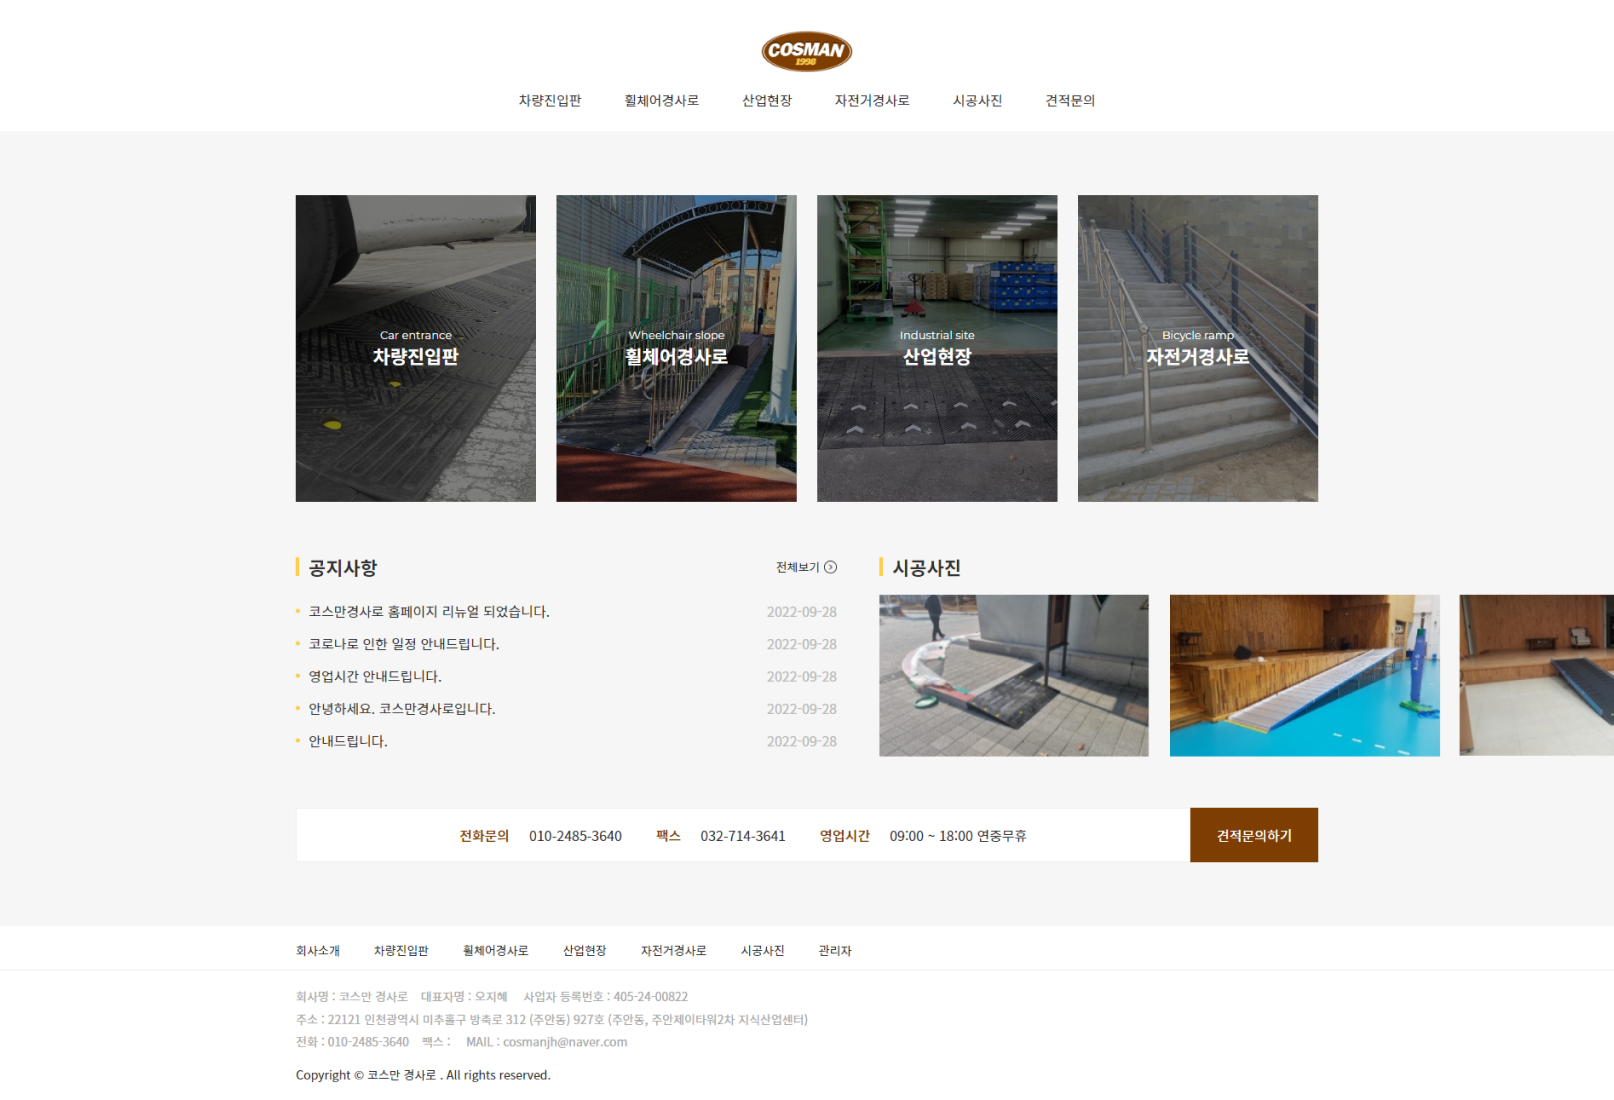 COSMAN
1998
차량진입판 휠체어경사로 산업현장 자전거경사로 시공사진 견적문의
Car entrance
차량진입판
Wheelchair slope
휠체어경사로
Industrial site
산업현장
Bicycle ramp
자전거경사로
공지사항 전체보기
코스만경사로 홈페이지 리뉴얼 되었습니다. 2022-09-28
코로나로 인한 일정 안내드립니다. 2022-09-28
영업시간 안내드립니다. 2022-09-28
안녕하세요. 코스만경사로입니다. 2022-09-28
안내드립니다. 2022-09-28
시공사진
전화문의 010-2485-3640 팩스 032-714-3641 영업시간 09:00 ~ 18:00 연중무휴 견적문의하기
회사소개 차량진입판 휠체어경사로 산업현장 자전거경사로 시공사진 관리자
회사명 : 코스만 경사로 대표자명 : 오지혜 사업자 등록번호 : 405-24-00822
주소 : 22121 인천광역시 미추홀구 방축로 312 (주안동) 927호 (주안동, 주안제이타워2차 지식산업센터)
전화 : 010-2485-3640 팩스 : MAIL : cosmanjh@naver.com
Copyright © 코스만 경사로 . All rights reserved.